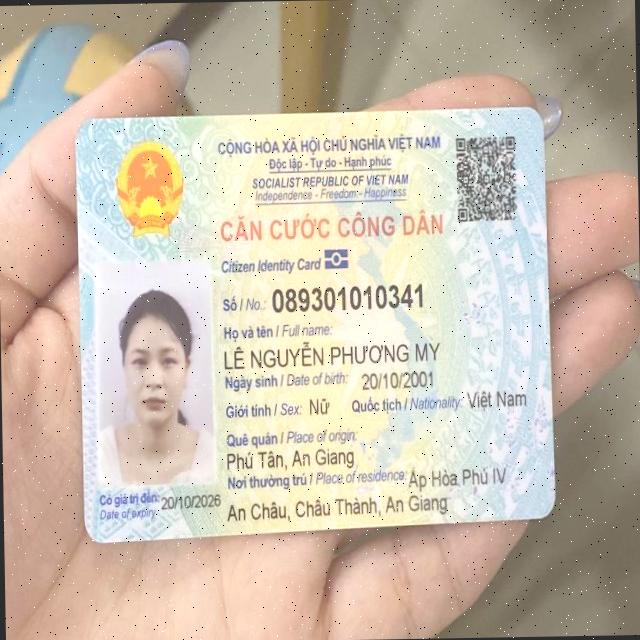 CỘNG HÒA XÃ HỘI CHỦ NGHĨA VIỆT NAM
Độc lập - Tự do - Hạnh phúc
SOCIALIST REPUBLIC OF VIET NAM
Independence - Freedom - Happiness
CĂN CƯỚC CÔNG DÂN
Citizen Identity Card
Số / No.: 089301010341
Họ và tên / Full name:
LÊ NGUYỄN PHƯƠNG MY
Ngày sinh / Date of birth: 20/10/2001
Giới tính / Sex: Nữ Quốc tịch / Nationality: Việt Nam
Quê quán / Place of origin:
Phú Tân, An Giang
Nơi thường trú / Place of residence: Ấp Hòa Phú IV
An Châu, Châu Thành, An Giang
Có giá trị đến: 20/10/2026
Date of expiry: